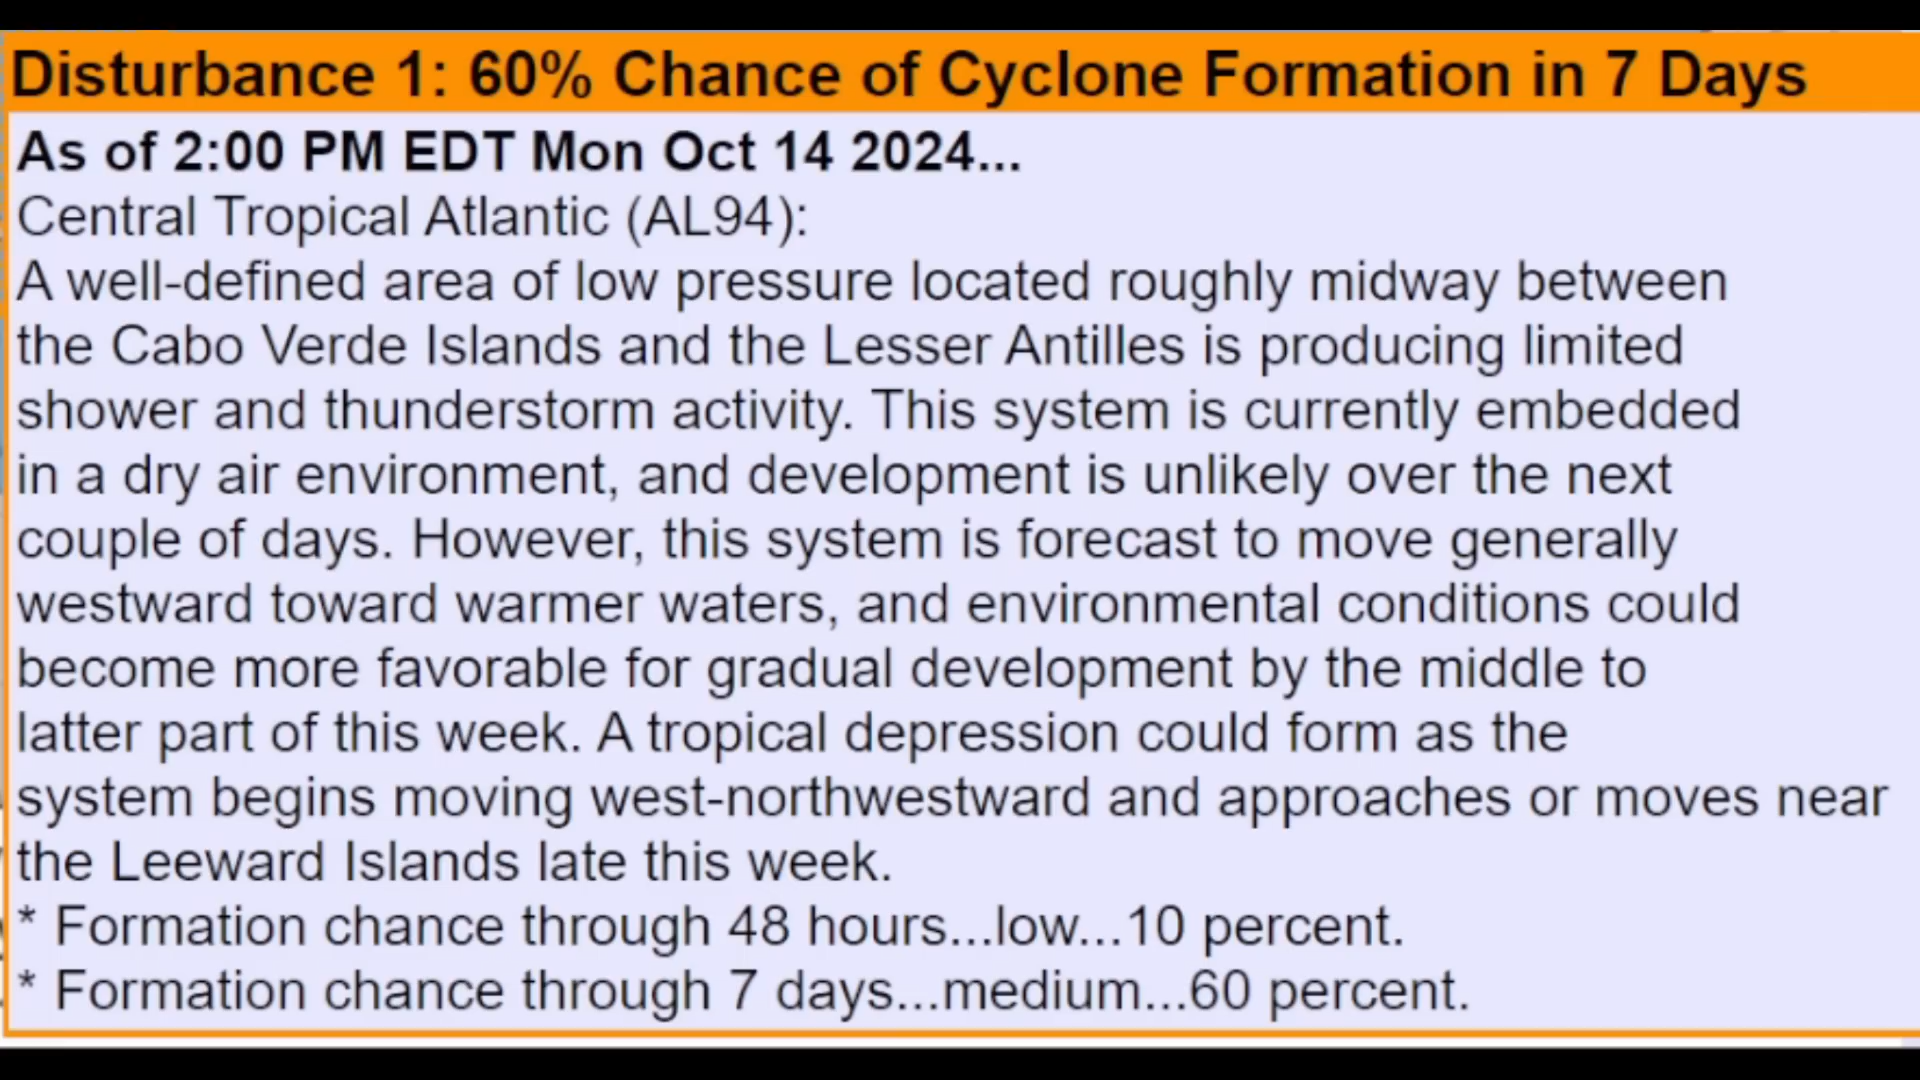 Disturbance 1: 60% Chance of Cyclone Formation in 7 Days
As of 2:00 PM EDT Mon Oct 14 2024...
Central Tropical Atlantic (AL94):
A well-defined area of low pressure located roughly midway between
the Cabo Verde Islands and the Lesser Antilles is producing limited
shower and thunderstorm activity. This system is currently embedded
in a dry air environment, and development is unlikely over the next
couple of days. However, this system is forecast to move generally
westward toward warmer waters, and environmental conditions could
become more favorable for gradual development by the middle to
latter part of this week. A tropical depression could form as the
system begins moving west-northwestward and approaches or moves near
the Leeward Islands late this week.
* Formation chance through 48 hours...low...10 percent.
* Formation chance through 7 days...medium...60 percent.